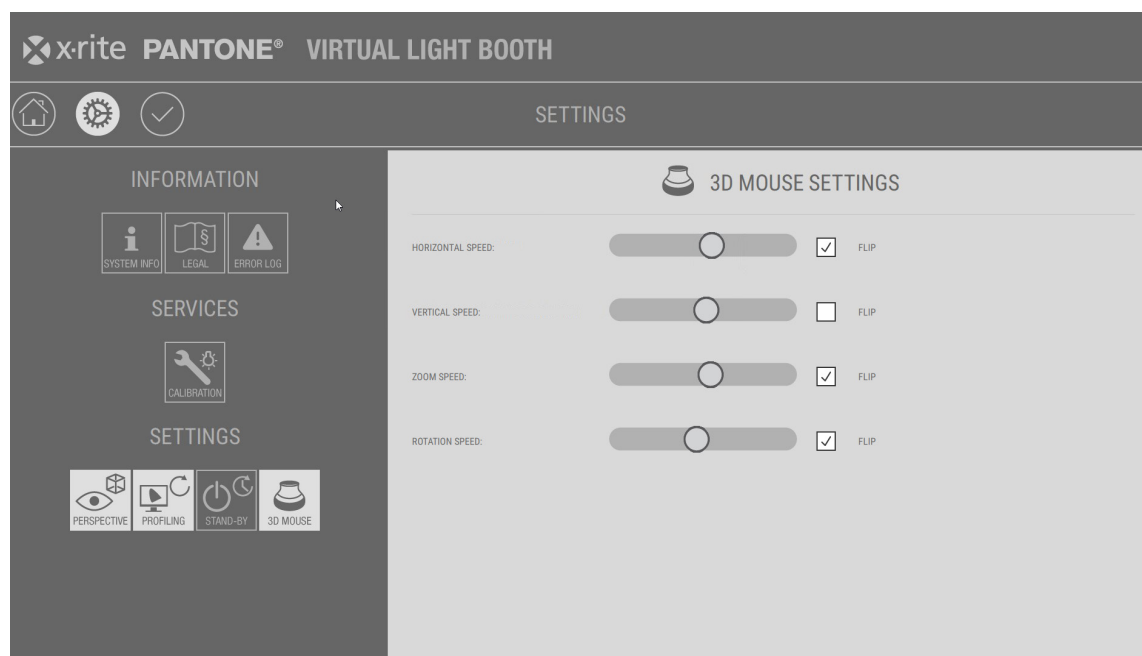 x·rite PANTONE® VIRTUAL LIGHT BOOTH
SETTINGS
INFORMATION
SYSTEM INFO
LEGAL
ERROR LOG
SERVICES
CALIBRATION
SETTINGS
PERSPECTIVE
PROFILING
STAND-BY
3D MOUSE
3D MOUSE SETTINGS
HORIZONTAL SPEED: FLIP
VERTICAL SPEED: FLIP
ZOOM SPEED: FLIP
ROTATION SPEED: FLIP